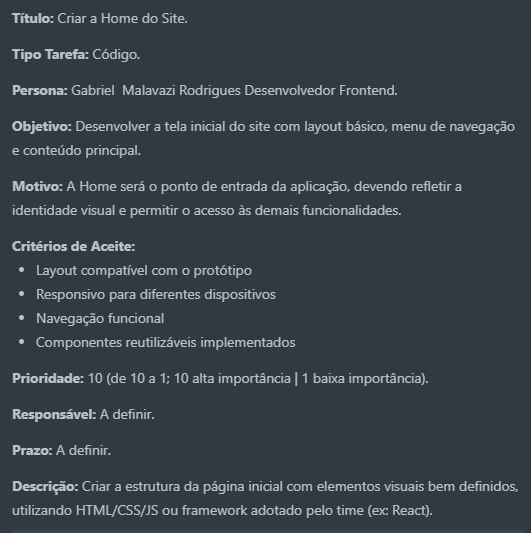 Título: Criar a Home do Site.
Tipo Tarefa: Código.
Persona: Gabriel  Malavazi Rodrigues Desenvolvedor Frontend.
Objetivo: Desenvolver a tela inicial do site com layout básico, menu de navegação
e conteúdo principal.
Motivo: A Home será o ponto de entrada da aplicação, devendo refletir a
identidade visual e permitir o acesso às demais funcionalidades.
Critérios de Aceite:
• Layout compatível com o protótipo
• Responsivo para diferentes dispositivos
• Navegação funcional
• Componentes reutilizáveis implementados
Prioridade: 10 (de 10 a 1; 10 alta importância | 1 baixa importância).
Responsável: A definir.
Prazo: A definir.
Descrição: Criar a estrutura da página inicial com elementos visuais bem definidos,
utilizando HTML/CSS/JS ou framework adotado pelo time (ex: React).